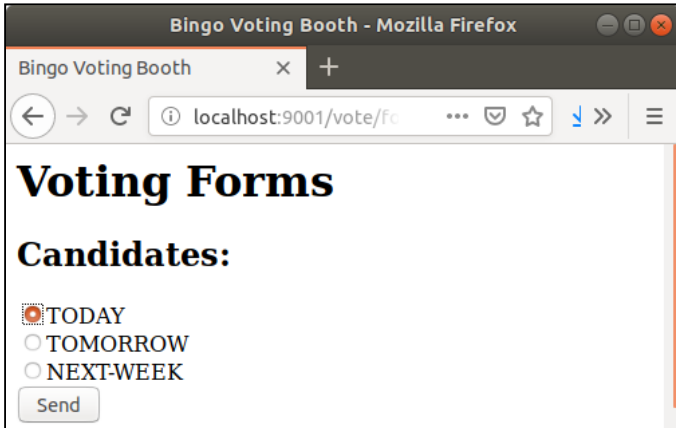 Bingo Voting Booth - Mozilla Firefox
Bingo Voting Booth
localhost:9001/vote/fo
Voting Forms
Candidates:
TODAY
TOMORROW
NEXT-WEEK
Send